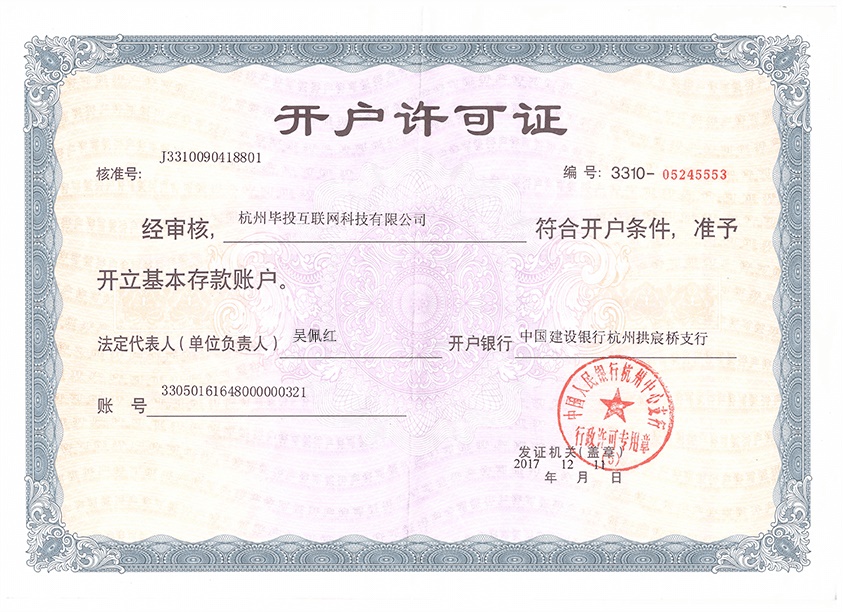 开户许可证
核准号: J3310090418801 编号: 3310- 05245553
经审核, 杭州毕投互联网科技有限公司 符合开户条件, 准予
开立基本存款账户。
法定代表人(单位负责人) 吴佩红 开户银行 中国建设银行杭州拱宸桥支行
账 号 33050161648000000321
中国人民银行杭州中心支行
行政许可专用章
发证机关(盖章)
2017 12 11
年 月 日